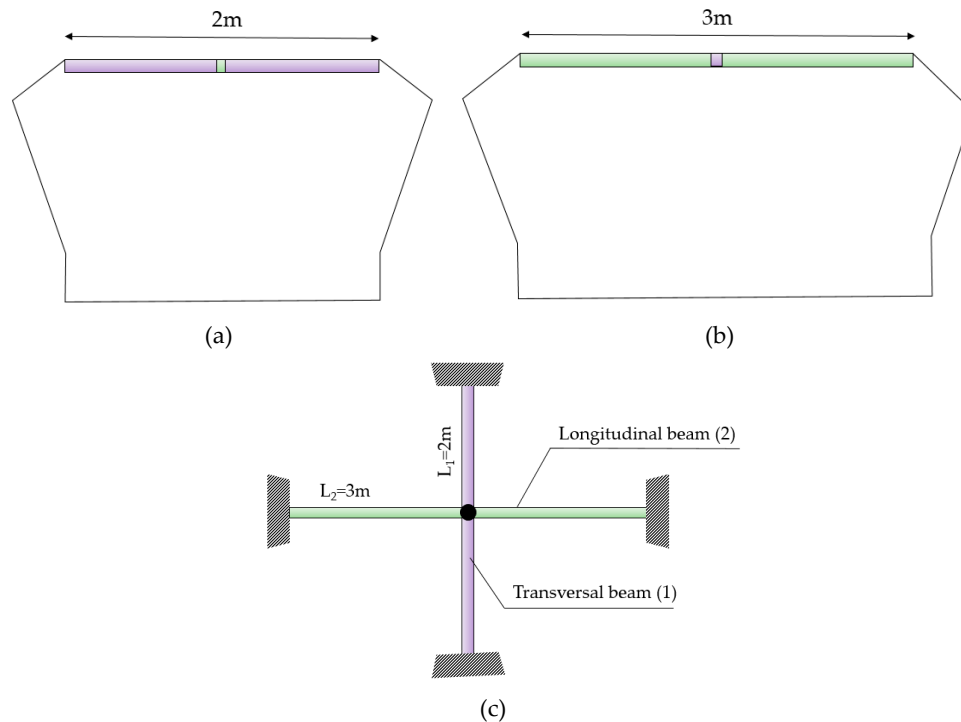 2m
3m
(a)
(b)
L₁=2m
Longitudinal beam (2)
L₂=3m
Transversal beam (1)
(c)